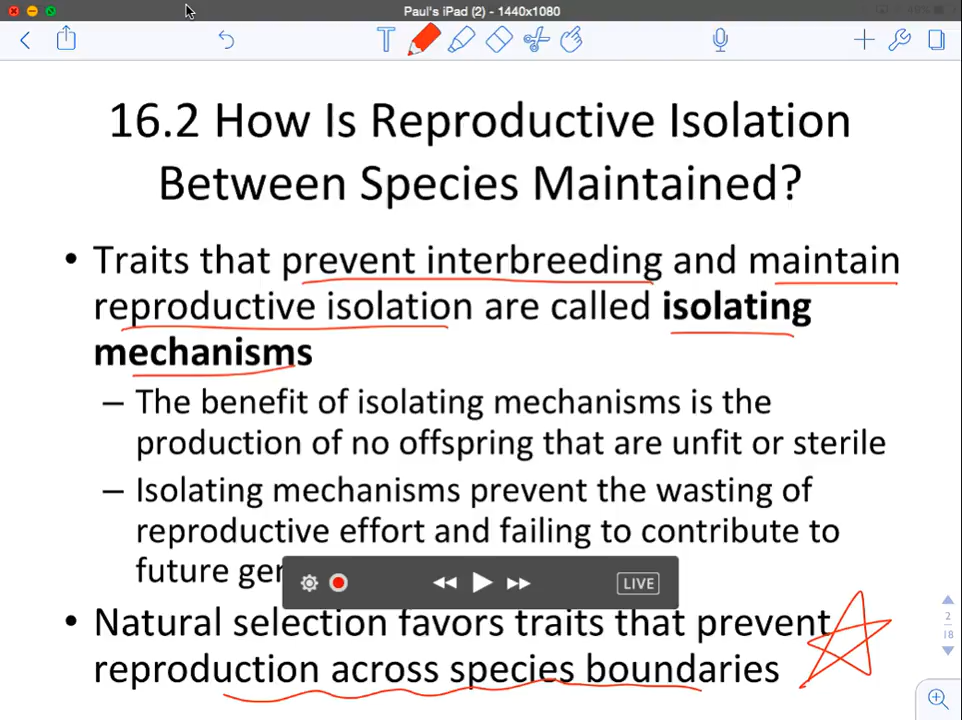 Paul's iPad (2) - 1440x1080
T
16.2 How Is Reproductive Isolation
Between Species Maintained?
• Traits that prevent interbreeding and maintain
reproductive isolation are called isolating
mechanisms
– The benefit of isolating mechanisms is the
production of no offspring that are unfit or sterile
– Isolating mechanisms prevent the wasting of
reproductive effort and failing to contribute to
future
LIVE
• Natural selection favors traits that prevent
reproduction across species boundaries
2
18